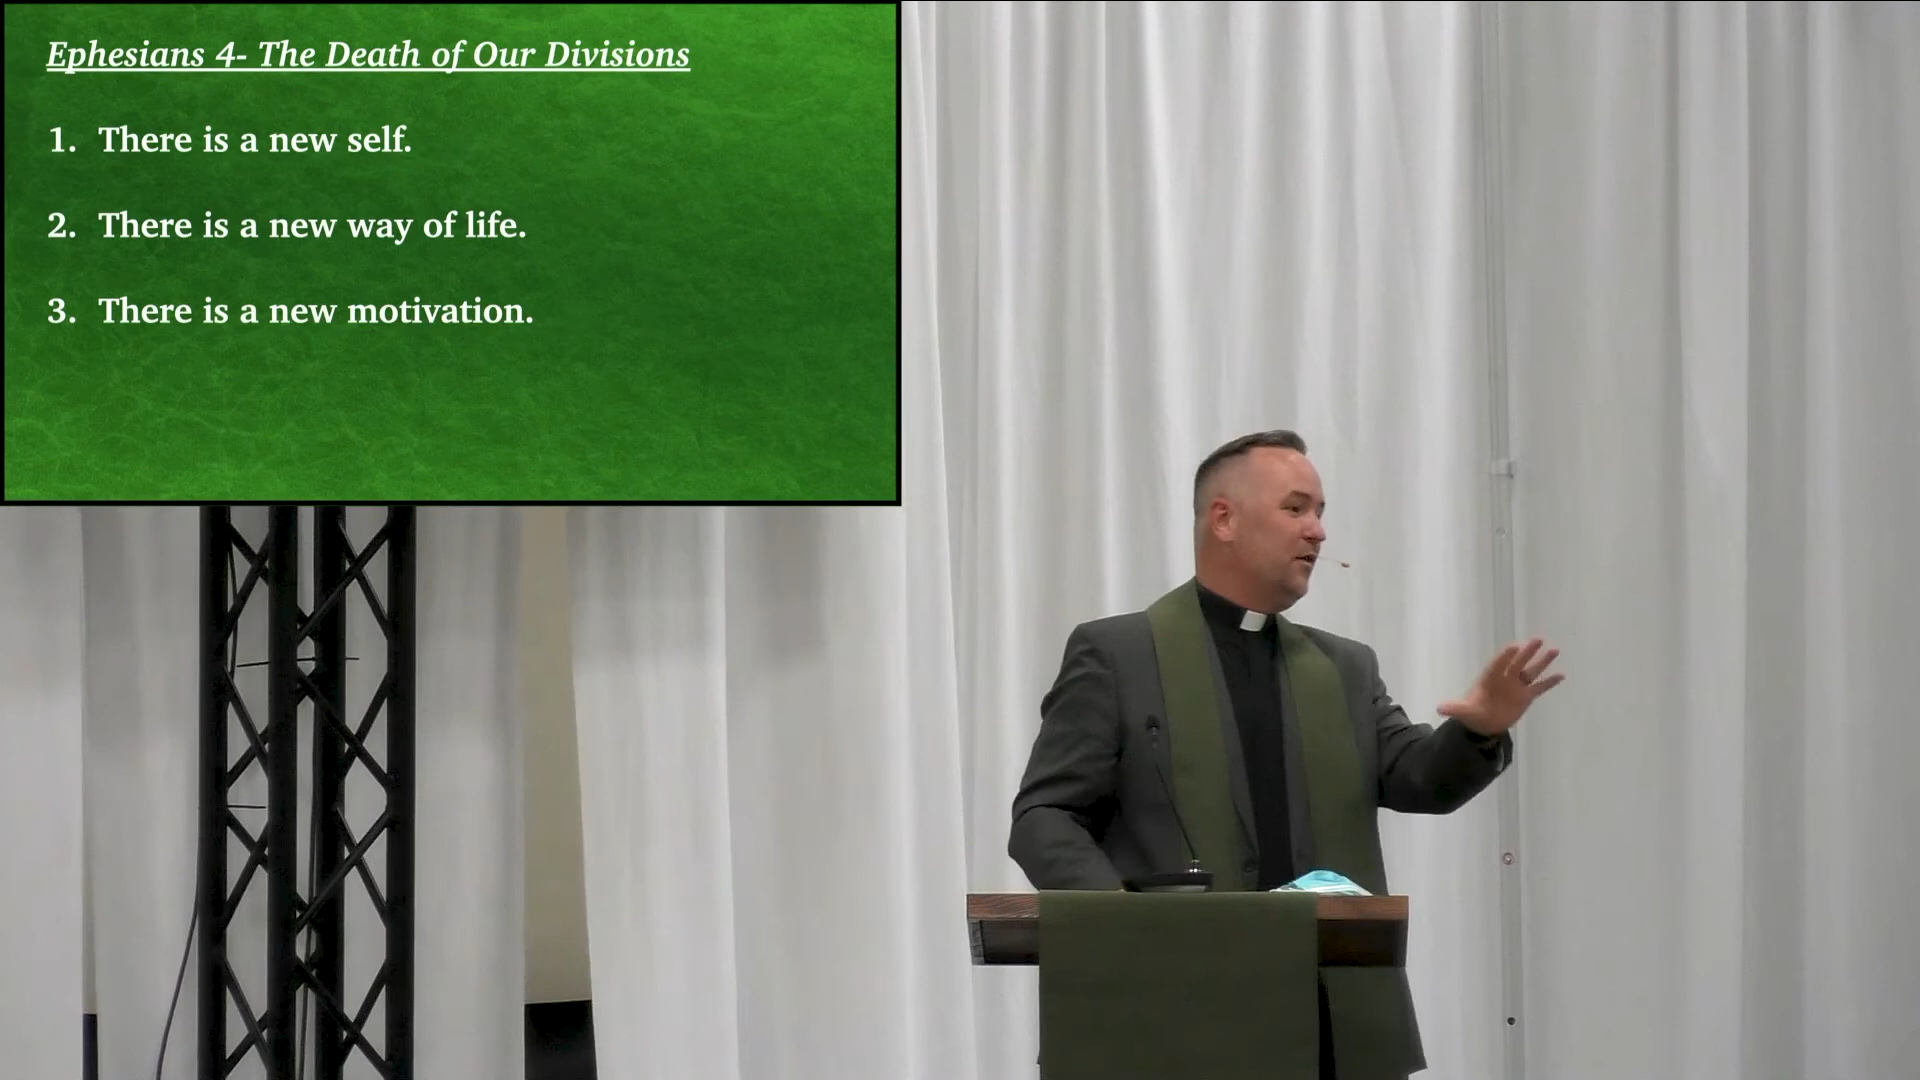 Ephesians 4- The Death of Our Divisions
1. There is a new self.
2. There is a new way of life.
3. There is a new motivation.